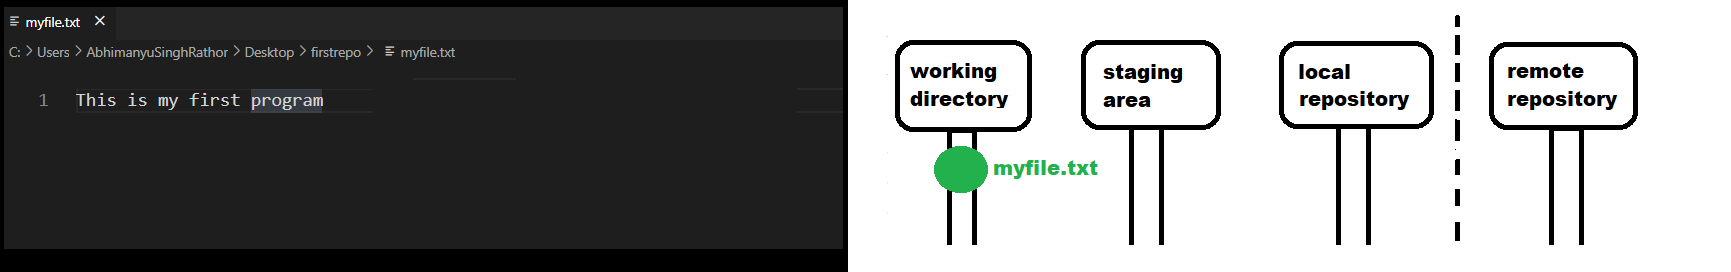 myfile.txt ×
C: > Users > AbhimanyuSinghRathor > Desktop > firstrepo > myfile.txt
1 This is my first program
working
directory
staging
area
local
repository
remote
repository
myfile.txt